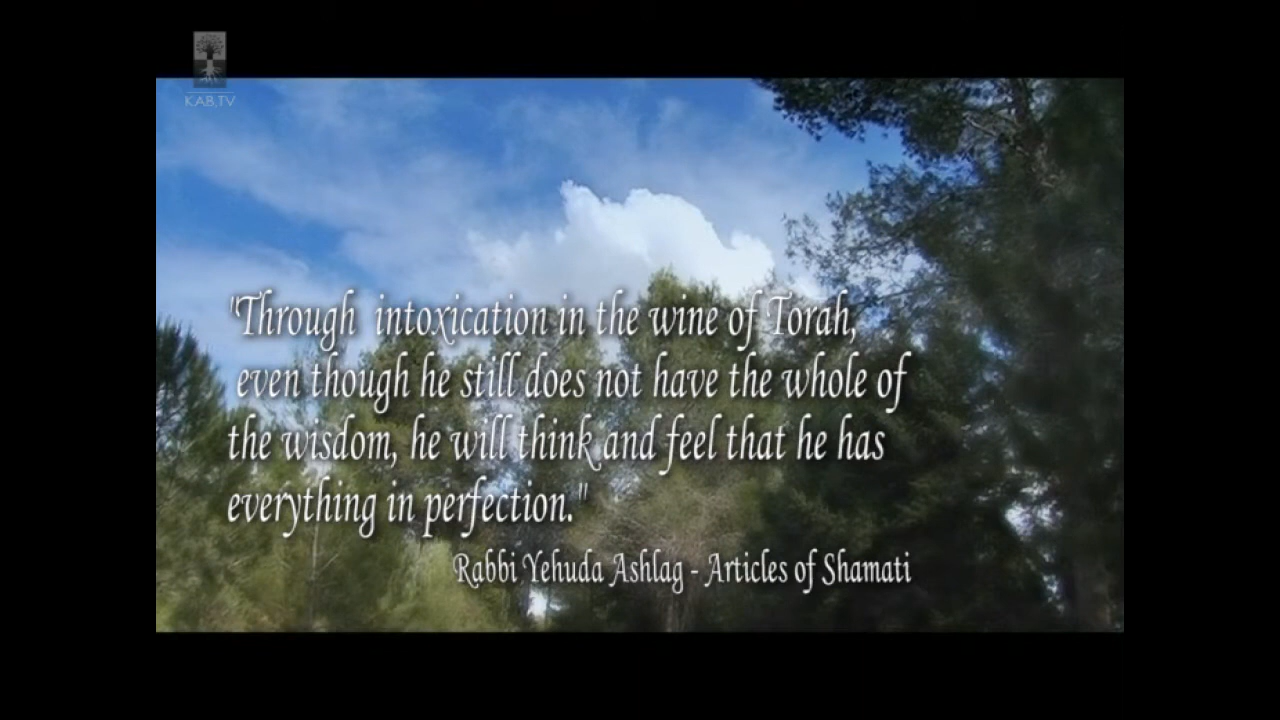 KAB.TV
"Through intoxication in the wine of Torah,
even though he still does not have the whole of
the wisdom, he will think and feel that he has
everything in perfection."
Rabbi Yehuda Ashlag - Articles of Shamati